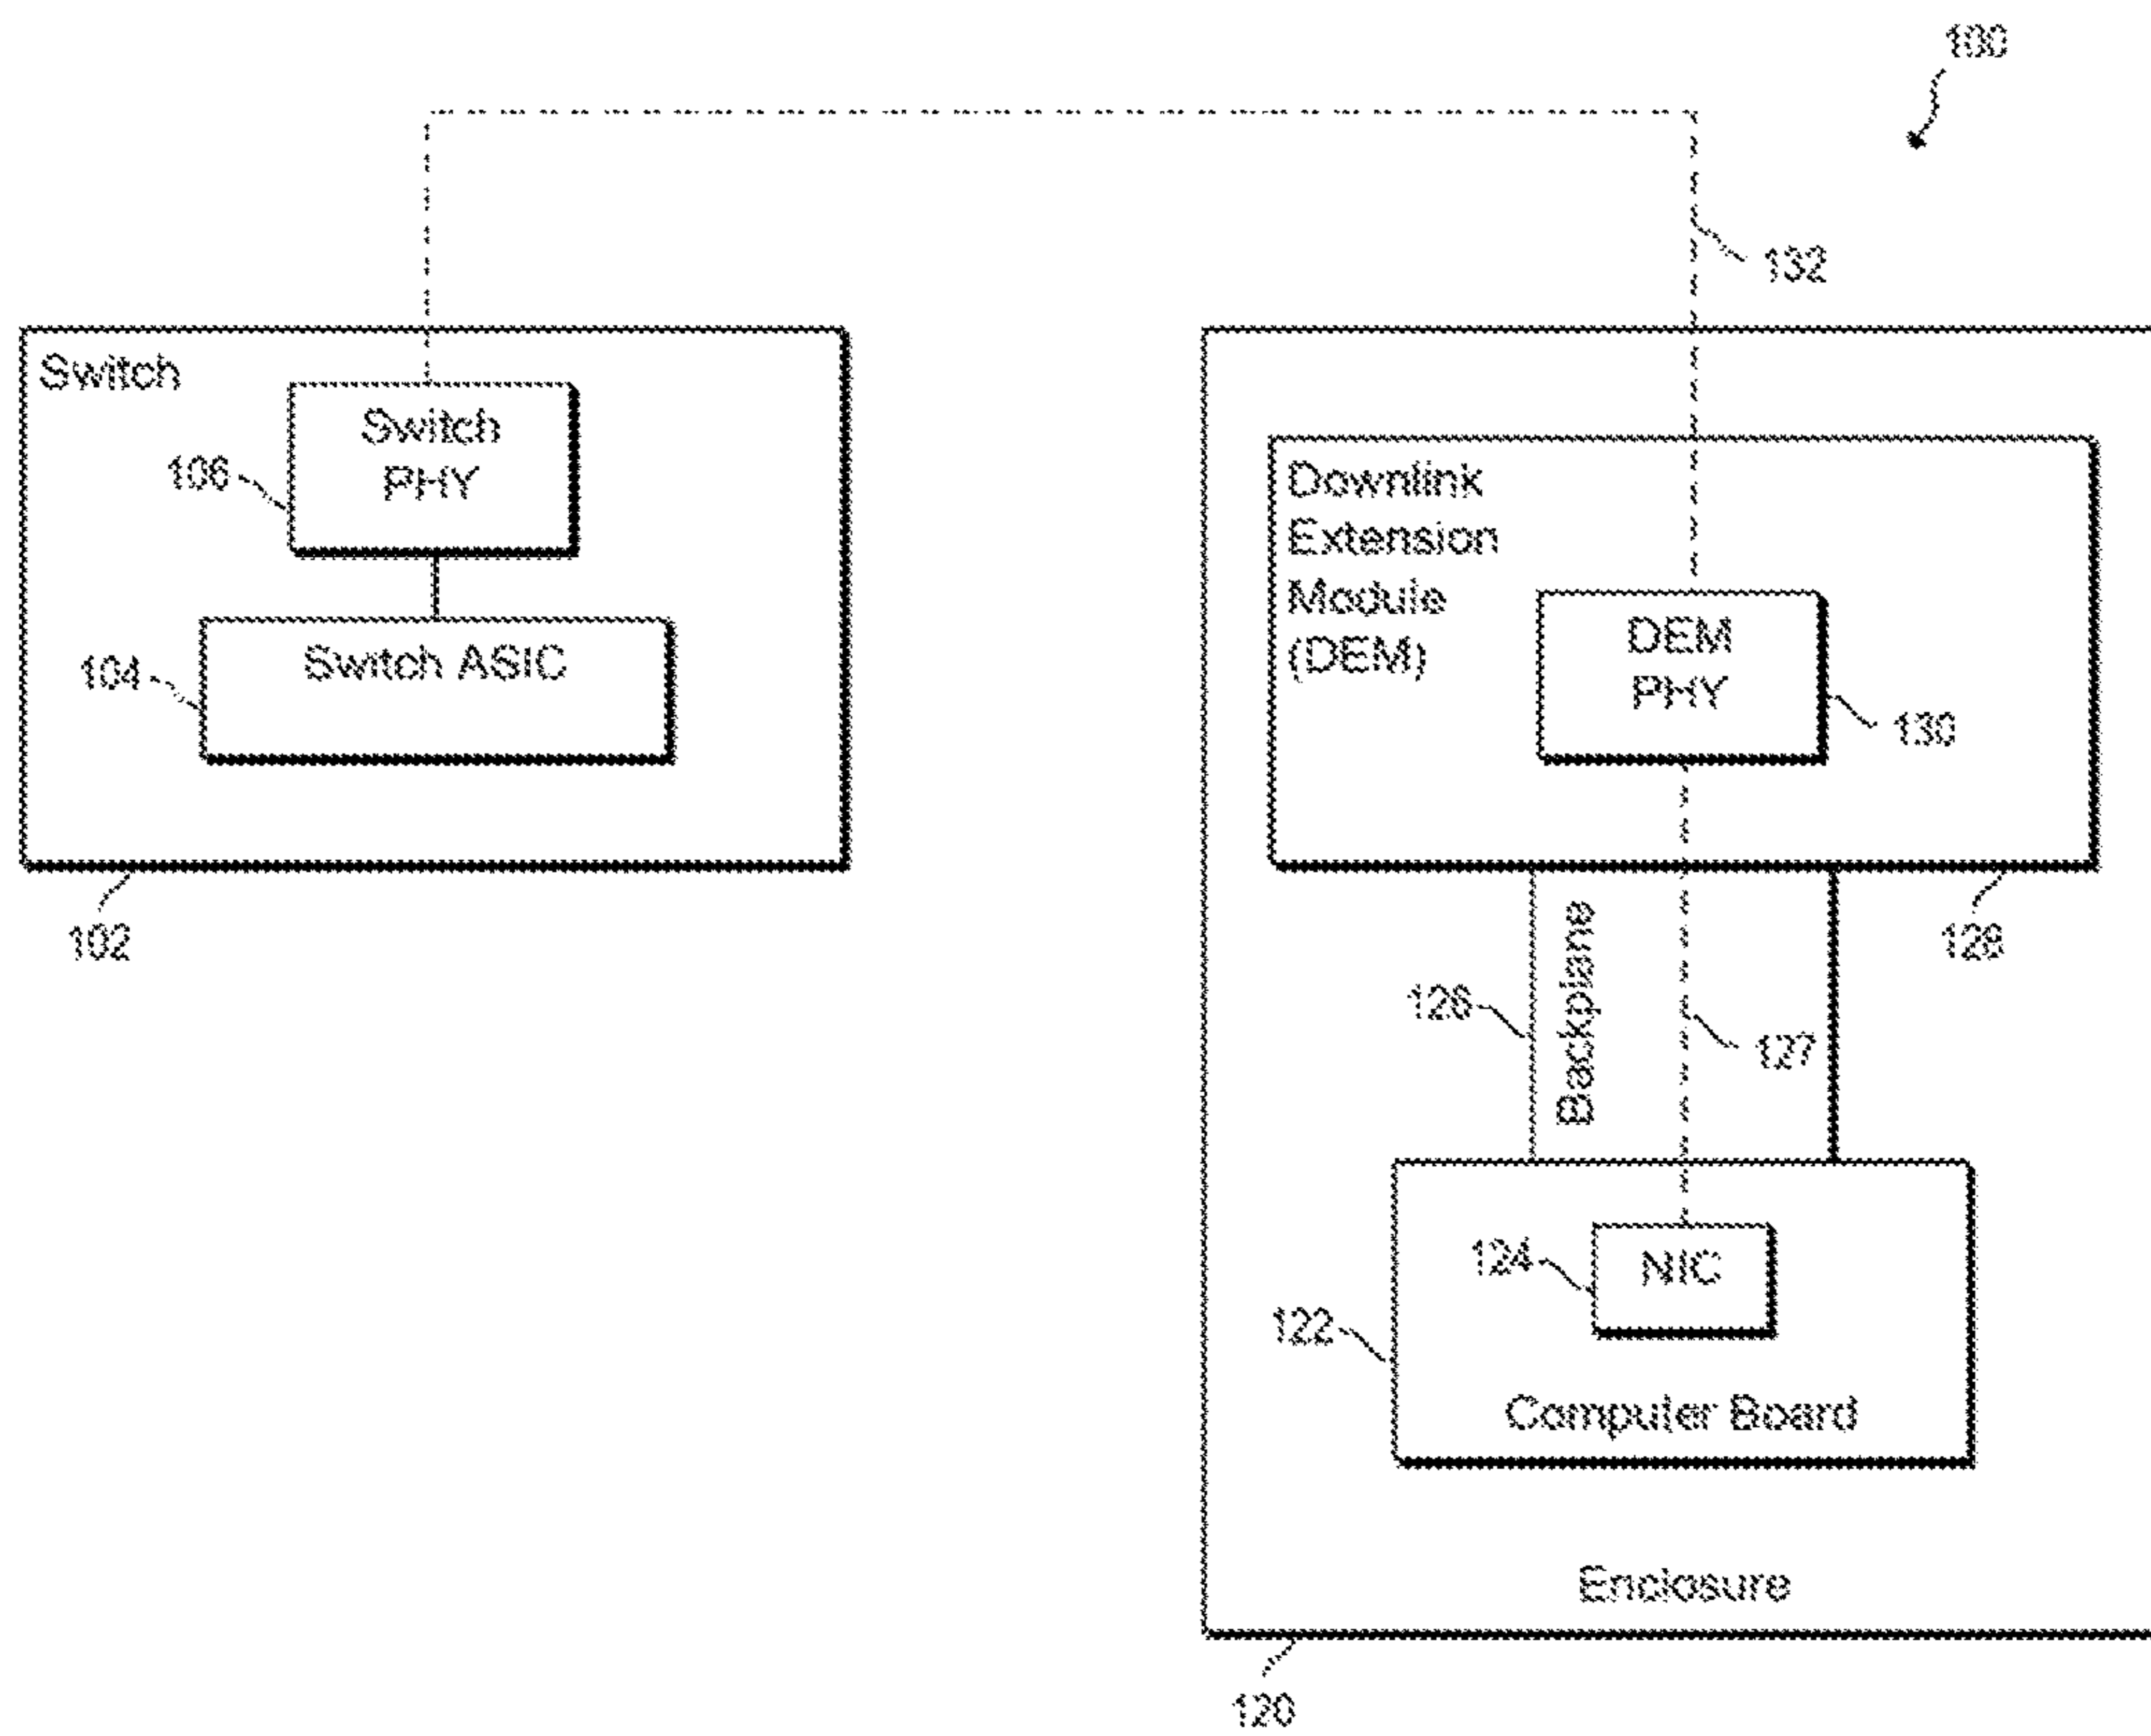 100
132
Switch
Switch
PHY
106
Switch ASIC
104
102
Downlink
Extension
Module
(DEM)
DEM
PHY
130
128
Backplane
126
127
NIC
124
122
Computer Board
Enclosure
120